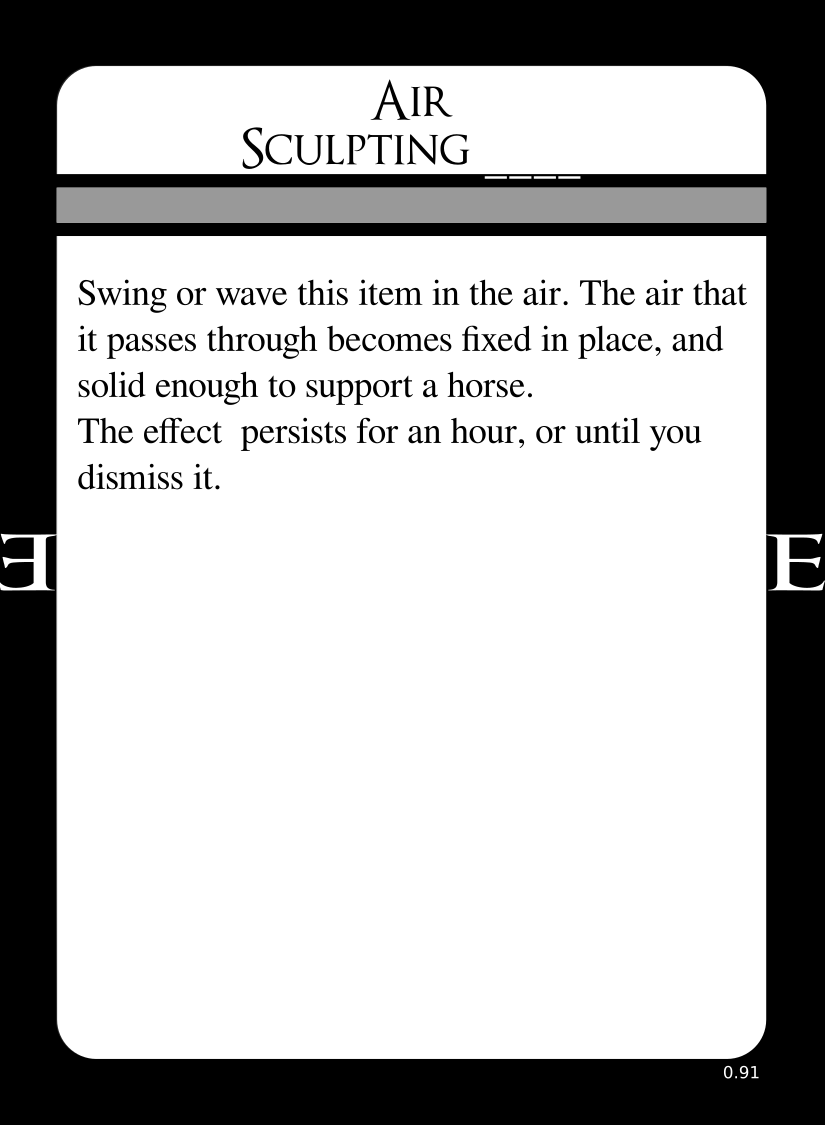 AIR
SCULPTING ____
Swing or wave this item in the air. The air that
it passes through becomes fixed in place, and
solid enough to support a horse.
The effect  persists for an hour, or until you
dismiss it.
E E
0.91